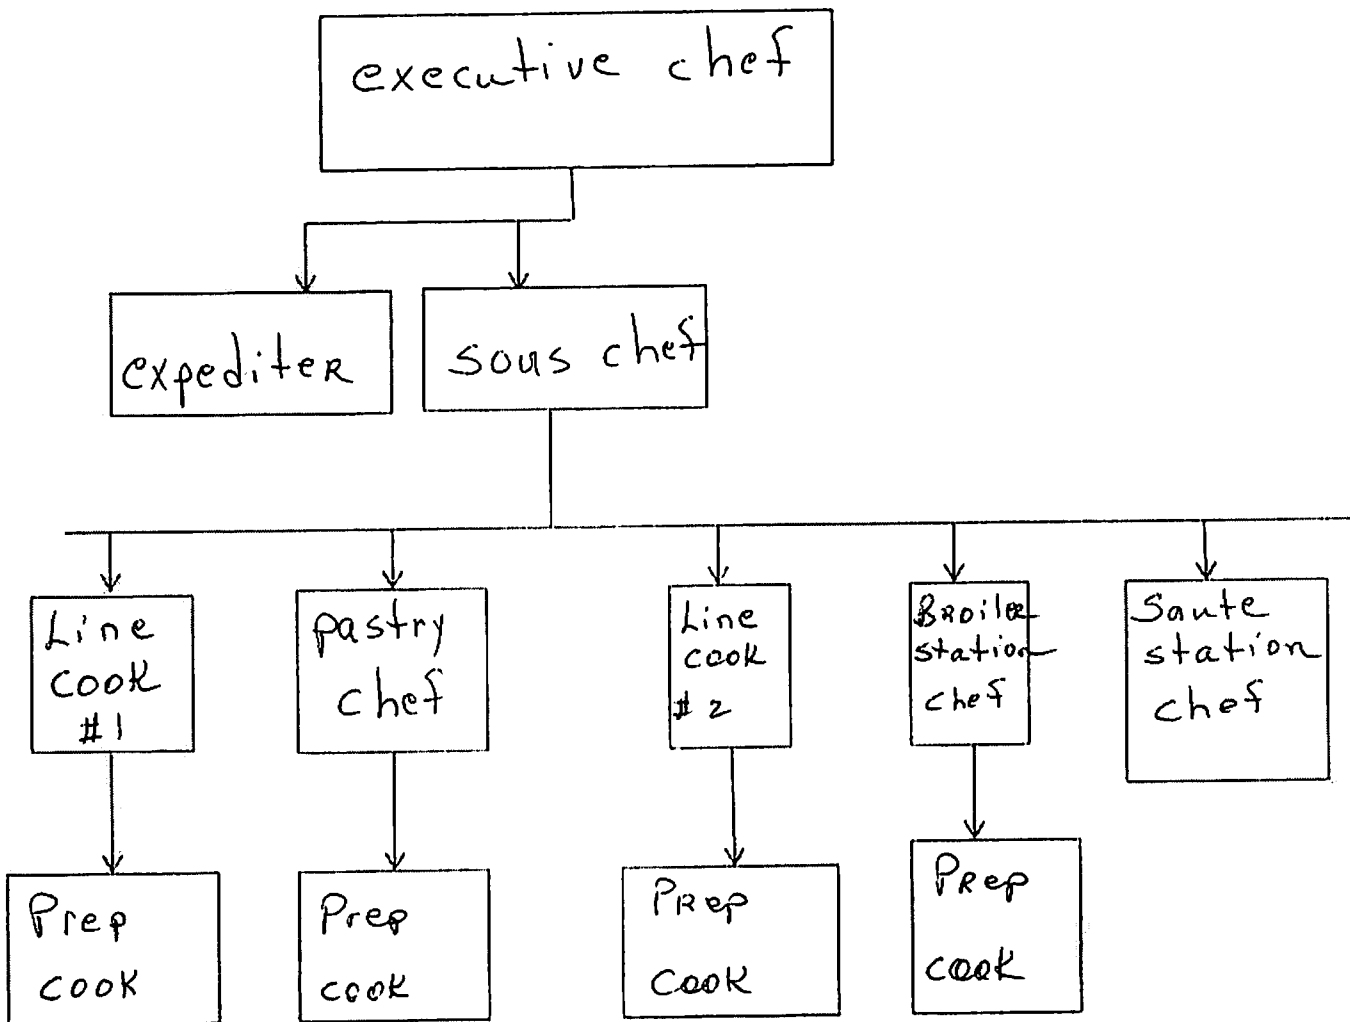 executive chef
expediter
sous chef
Line
cook
#1
pastry
chef
Line
cook
#2
Broiler
station
chef
Saute
station
chef
Prep
cook
Prep
cook
Prep
cook
Prep
cook